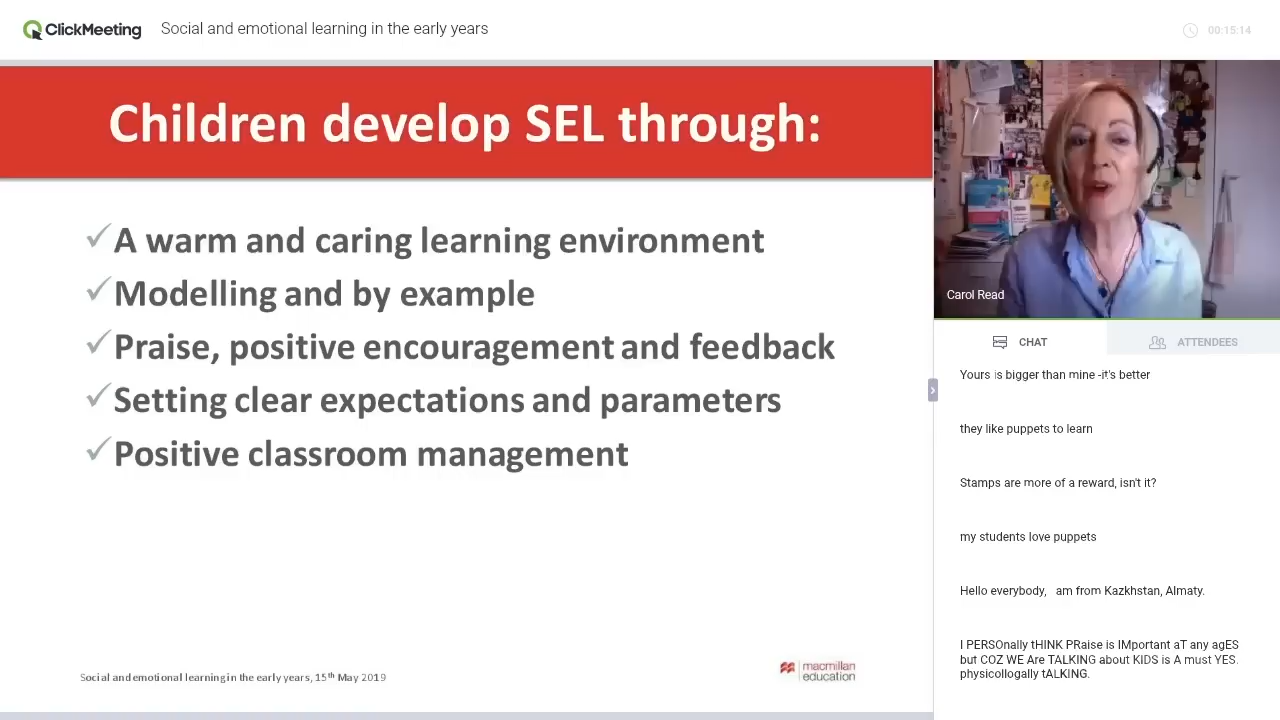 ClickMeeting
Social and emotional learning in the early years
00:15:14
Children develop SEL through:
A warm and caring learning environment
Modelling and by example
Praise, positive encouragement and feedback
Setting clear expectations and parameters
Positive classroom management
Social and emotional learning in the early years, 15th May 2019
macmillan
education
Carol Read
CHAT
ATTENDEES
Yours is bigger than mine -it's better
they like puppets to learn
Stamps are more of a reward, isn't it?
my students love puppets
Hello everybody, am from Kazkhstan, Almaty.
I PERSOnally tHINK PRaise is IMportant aT any agES
but COZ WE Are TALKING about KIDS is A must YES.
physicollogally tALKING.